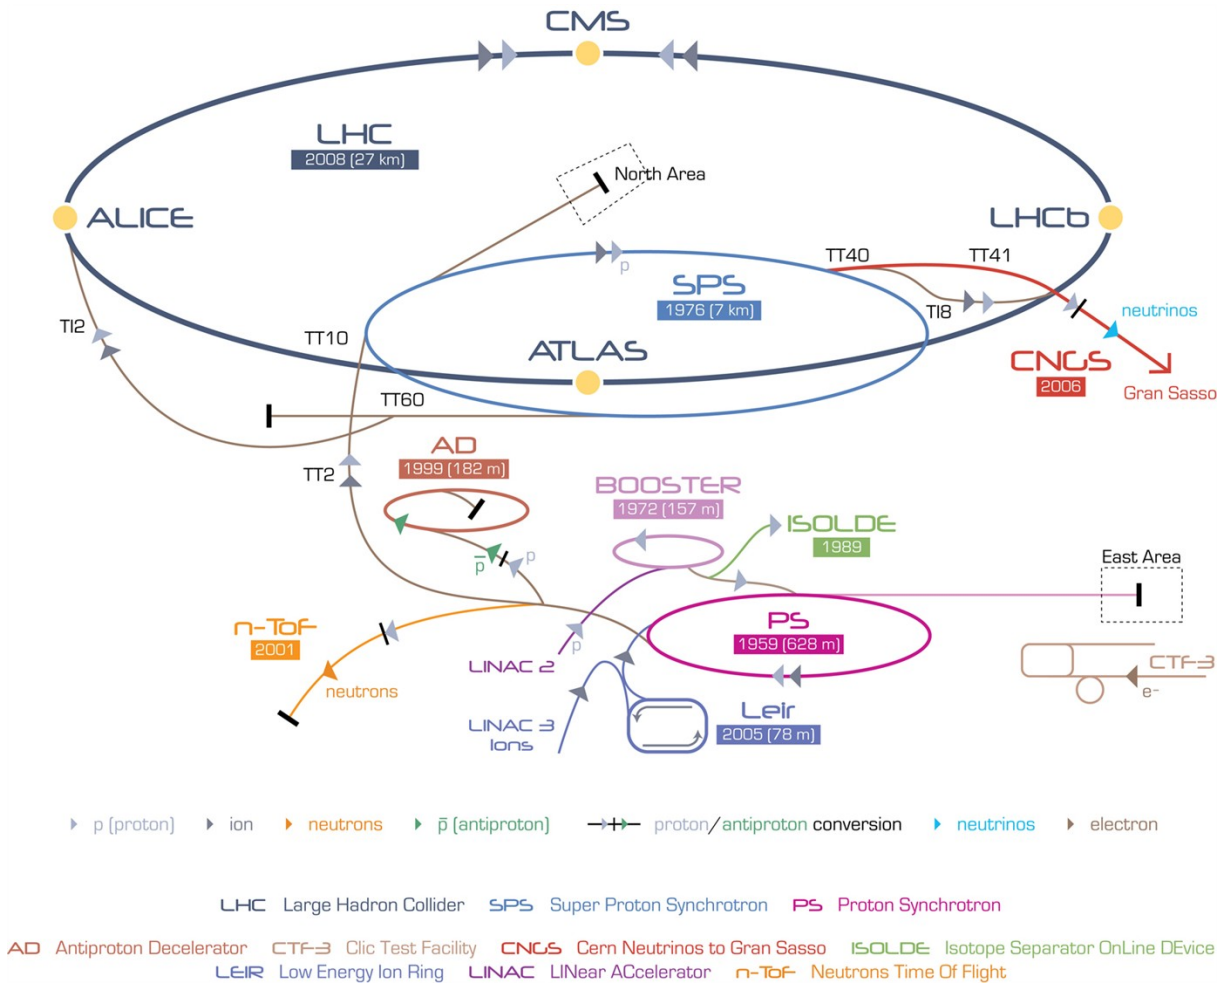 CMS
LHC
2008 (27 km)
North Area
ALICE
LHCb
TT40
TT41
p
SPS
1976 (7 km)
TI8
neutrinos
TI2
TT10
ATLAS
CNGS
2006
Gran Sasso
TT60
AD
1999 (182 m)
TT2
BOOSTER
1972 (157 m)
ISOLDE
1989
p̅
p
East Area
n-ToF
2001
PS
1959 (628 m)
p
LINAC 2
neutrons
CTF-3
e-
LINAC 3
Ions
Leir
2005 (78 m)
p (proton) ion neutrons p̅ (antiproton) proton/antiproton conversion neutrinos electron
LHC Large Hadron Collider SPS Super Proton Synchrotron PS Proton Synchrotron
AD Antiproton Decelerator CTF-3 Clic Test Facility CNGS Cern Neutrinos to Gran Sasso ISOLDE Isotope Separator OnLine DEvice
LEIR Low Energy Ion Ring LINAC LINear ACcelerator n-ToF Neutrons Time Of Flight